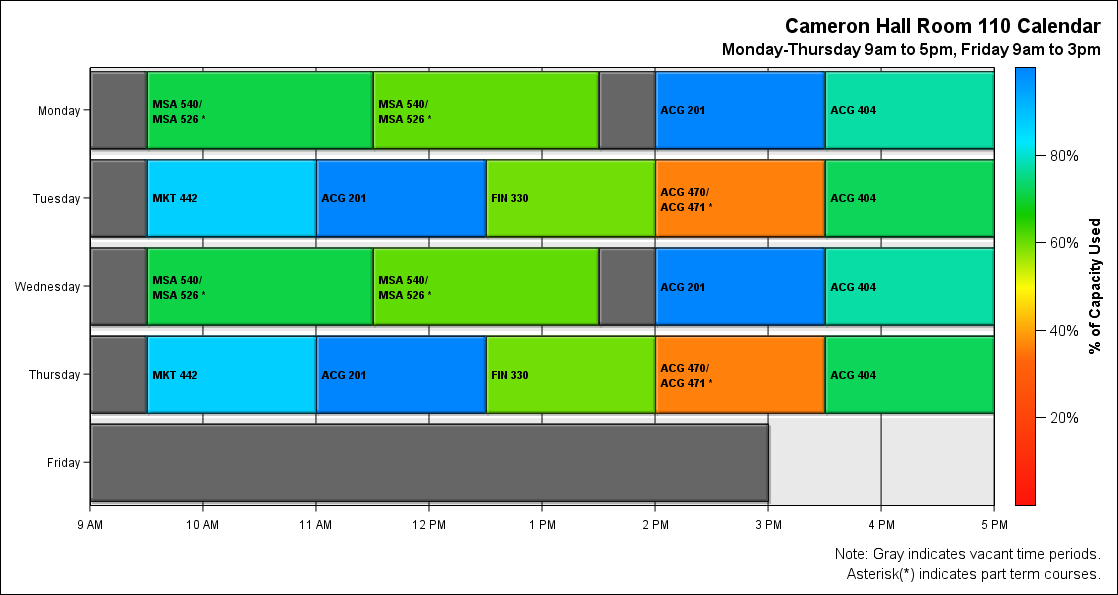 Cameron Hall Room 110 Calendar
Monday-Thursday 9am to 5pm, Friday 9am to 3pm
Monday
MSA 540/
MSA 526 *
MSA 540/
MSA 526 *
ACG 201
ACG 404
Tuesday
MKT 442
ACG 201
FIN 330
ACG 470/
ACG 471 *
ACG 404
Wednesday
MSA 540/
MSA 526 *
MSA 540/
MSA 526 *
ACG 201
ACG 404
Thursday
MKT 442
ACG 201
FIN 330
ACG 470/
ACG 471 *
ACG 404
Friday
9 AM
10 AM
11 AM
12 PM
1 PM
2 PM
3 PM
4 PM
5 PM
80%
60%
40%
20%
% of Capacity Used
Note: Gray indicates vacant time periods.
Asterisk(*) indicates part term courses.